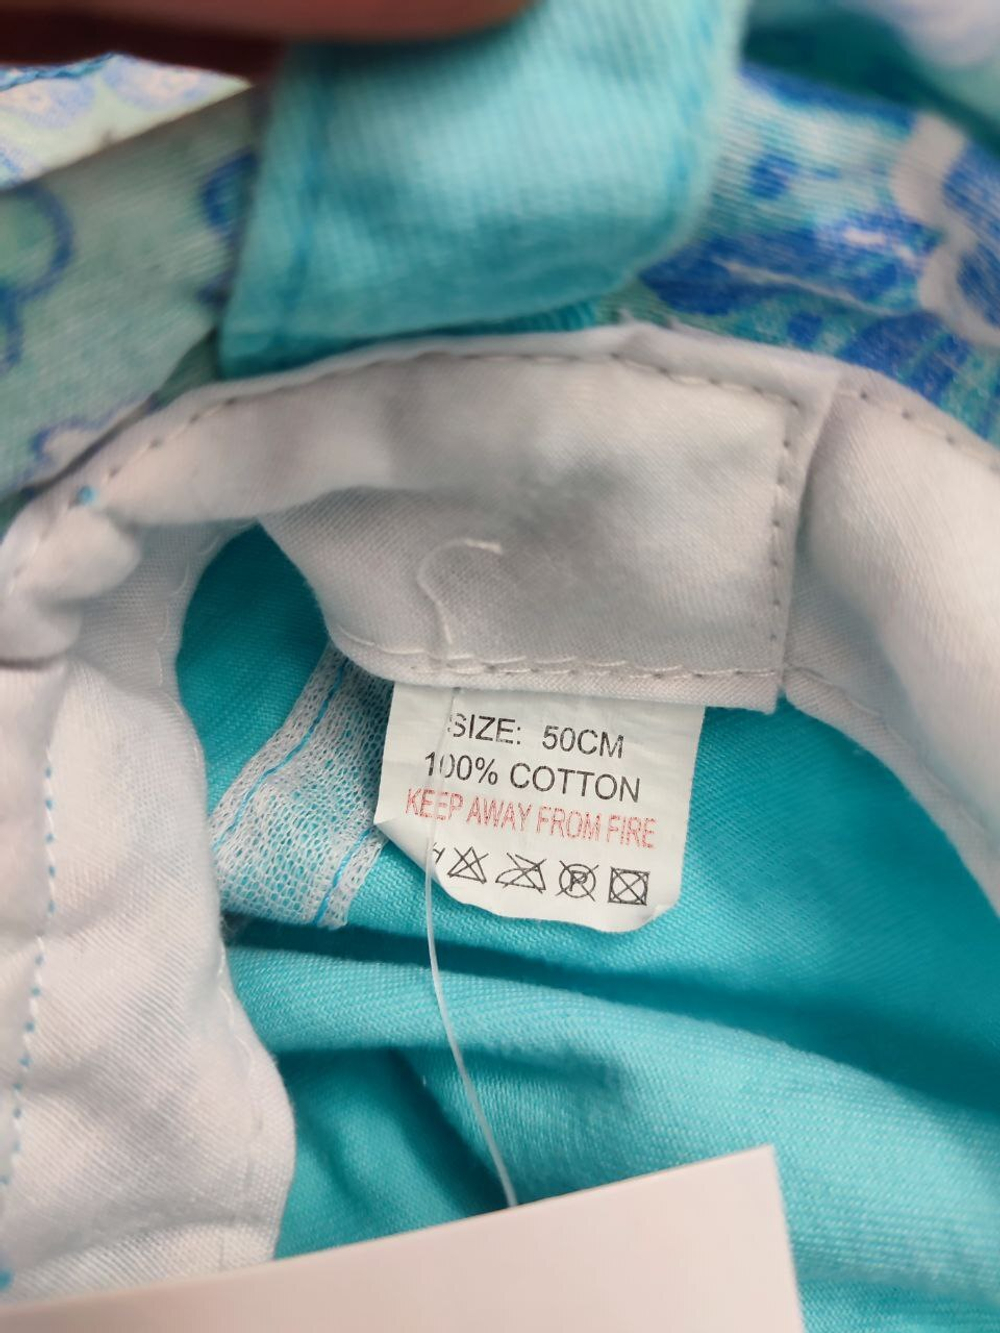 SIZE: 50CM
100% COTTON
KEEP AWAY FROM FIRE